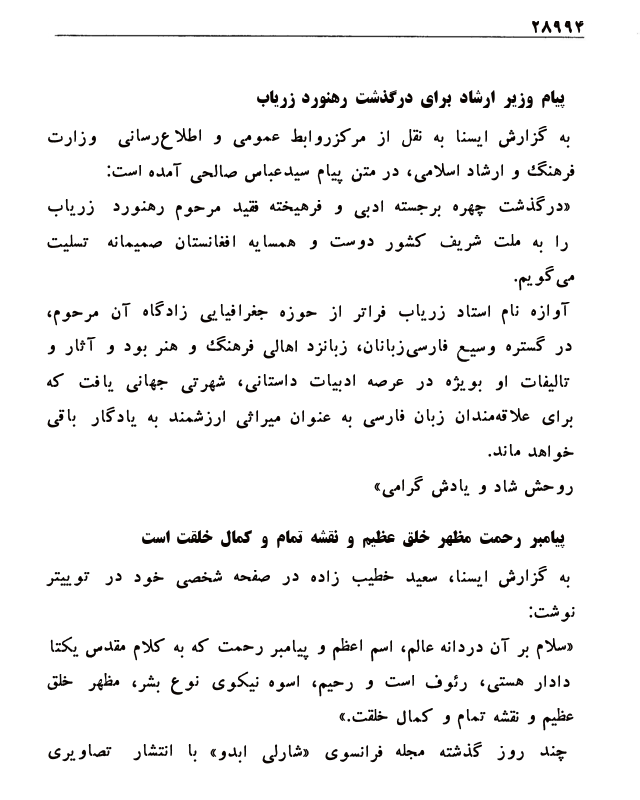 ۲۸۹۹۴
پیام وزیر ارشاد برای درگذشت رهنورد زریاب
به گزارش ایسنا به نقل از مرکزروابط عمومی و اطلاع‌رسانی وزارت
فرهنگ و ارشاد اسلامی، در متن پیام سیدعباس صالحی آمده است:
«درگذشت چهره برجسته ادبی و فرهیخته فقید مرحوم رهنورد زریاب
را به ملت شریف کشور دوست و همسایه افغانستان صمیمانه تسلیت
می‌گویم.
آوازه نام استاد زریاب فراتر از حوزه جغرافیایی زادگاه آن مرحوم،
در گستره وسیع فارسی‌زبانان، زبانزد اهالی فرهنگ و هنر بود و آثار و
تالیفات او بویژه در عرصه ادبیات داستانی، شهرتی جهانی یافت که
برای علاقه‌مندان زبان فارسی به عنوان میراثی ارزشمند به یادگار باقی
خواهد ماند.
روحش شاد و یادش گرامی»
پیامبر رحمت مظهر خلق عظیم و نقشه تمام و کمال خلقت است
به گزارش ایسنا، سعید خطیب زاده در صفحه شخصی خود در توییتر
نوشت:
«سلام بر آن دردانه عالم، اسم اعظم و پیامبر رحمت که به کلام مقدس یکتا
دادار هستی، رئوف است و رحیم، اسوه نیکوی نوع بشر، مظهر خلق
عظیم و نقشه تمام و کمال خلقت.»
چند روز گذشته مجله فرانسوی «شارلی ابدو» با انتشار تصاویری